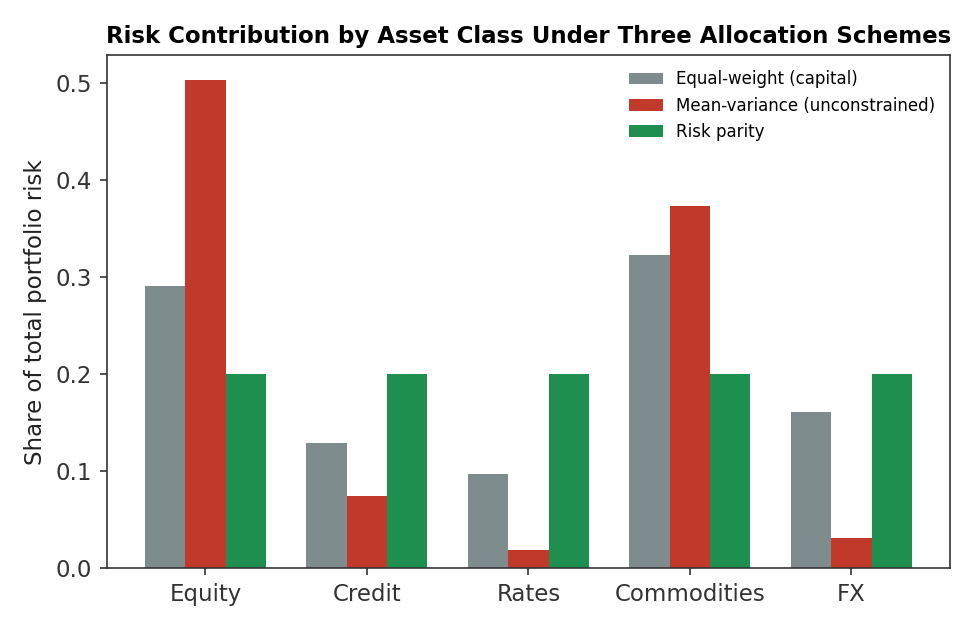 Risk Contribution by Asset Class Under Three Allocation Schemes
Equal-weight (capital)
Mean-variance (unconstrained)
Risk parity
Share of total portfolio risk
0.5
0.4
0.3
0.2
0.1
0.0
Equity
Credit
Rates
Commodities
FX